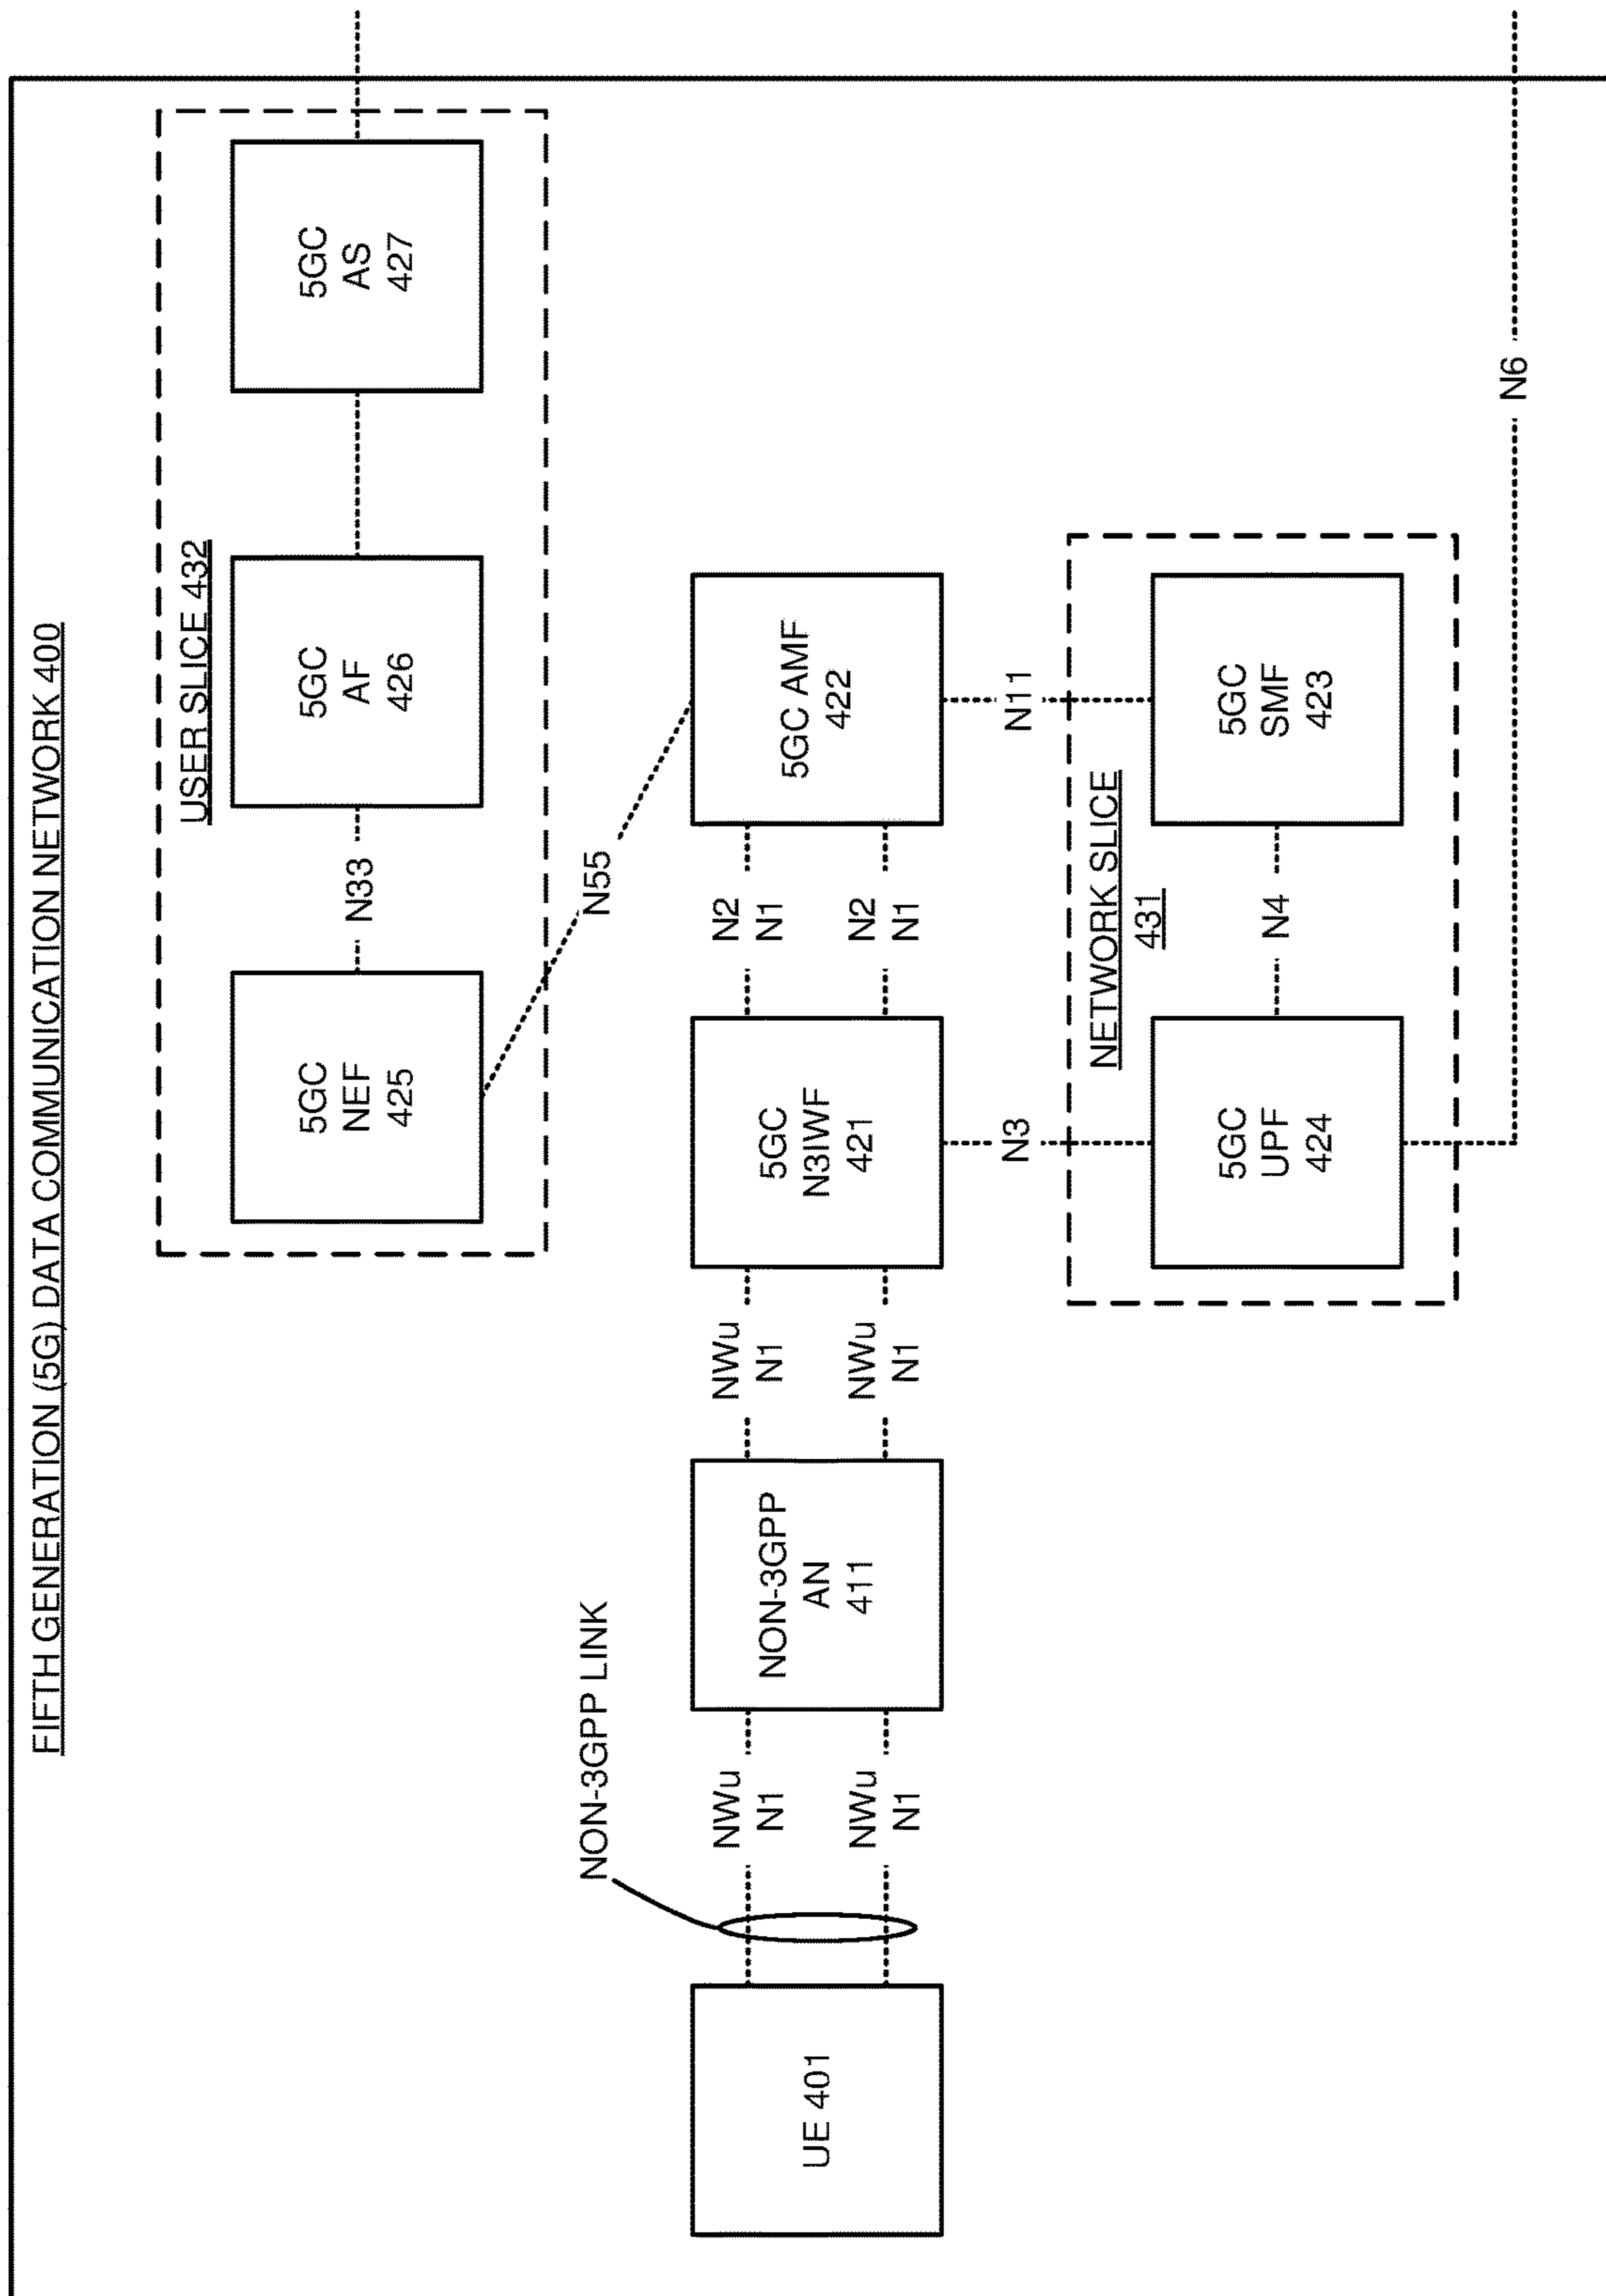 FIFTH GENERATION (5G) DATA COMMUNICATION NETWORK 400
USER SLICE 432
5GC
NEF
425
N33
5GC
AF
426
5GC
AS
427
N55
NON-3GPP LINK
UE 401
NWu
N1
NWu
N1
NON-3GPP
AN
411
NWu
N1
NWu
N1
5GC
N3IWF
421
N2
N1
N2
N1
5GC AMF
422
N3
N11
NETWORK SLICE
431
5GC
UPF
424
N4
5GC
SMF
423
N6